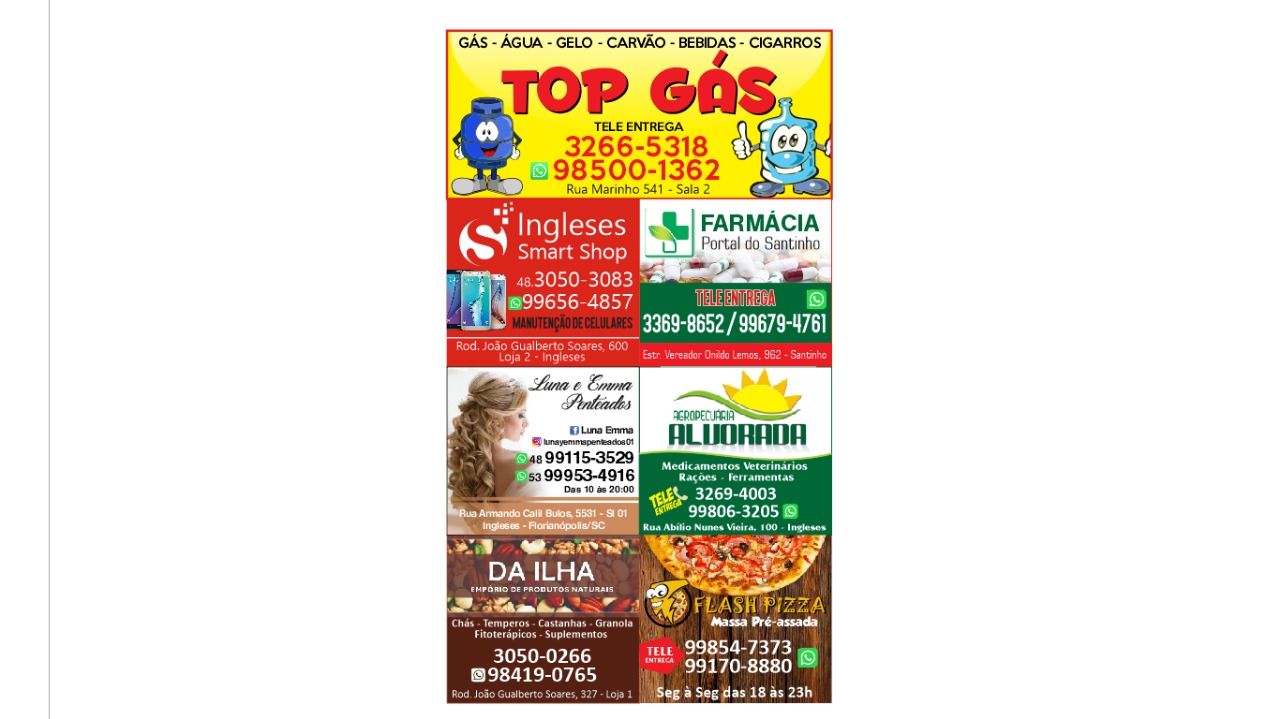 GÁS - ÁGUA - GELO - CARVÃO - BEBIDAS - CIGARROS
TOP GÁS
TELE ENTREGA
3266-5318
98500-1362
Rua Marinho 541 - Sala 2
Ingleses
Smart Shop
48.3050-3083
99656-4857
MANUTENÇÃO DE CELULARES
Rod. João Gualberto Soares, 600
Loja 2 - Ingleses
FARMÁCIA
Portal do Santinho
TELE ENTREGA
3369-8652 / 99679-4761
Estr. Vereador Onildo Lemos, 962 - Santinho
Luna e Emma
Penteados
Luna Emma
lunayemmapenteados01
48 99115-3529
53 99953-4916
Das 10 às 20:00
Rua Armando Calil Bulos, 5531 - Sl 01
Ingleses - Florianópolis/SC
AGROPECUÁRIA
ALVORADA
Medicamentos Veterinários
Rações - Ferramentas
TELE
ENTREGA
3269-4003
99806-3205
Rua Abílio Nunes Vieira, 100 - Ingleses
DA ILHA
EMPÓRIO DE PRODUTOS NATURAIS
Chás - Temperos - Castanhas - Granola
Fitoterápicos - Suplementos
3050-0266
98419-0765
Rod. João Gualberto Soares, 327 - Loja 1
FLASH PIZZA
Massa Pré-assada
TELE
ENTREGA
99854-7373
99170-8880
Seg à Seg das 18 às 23h